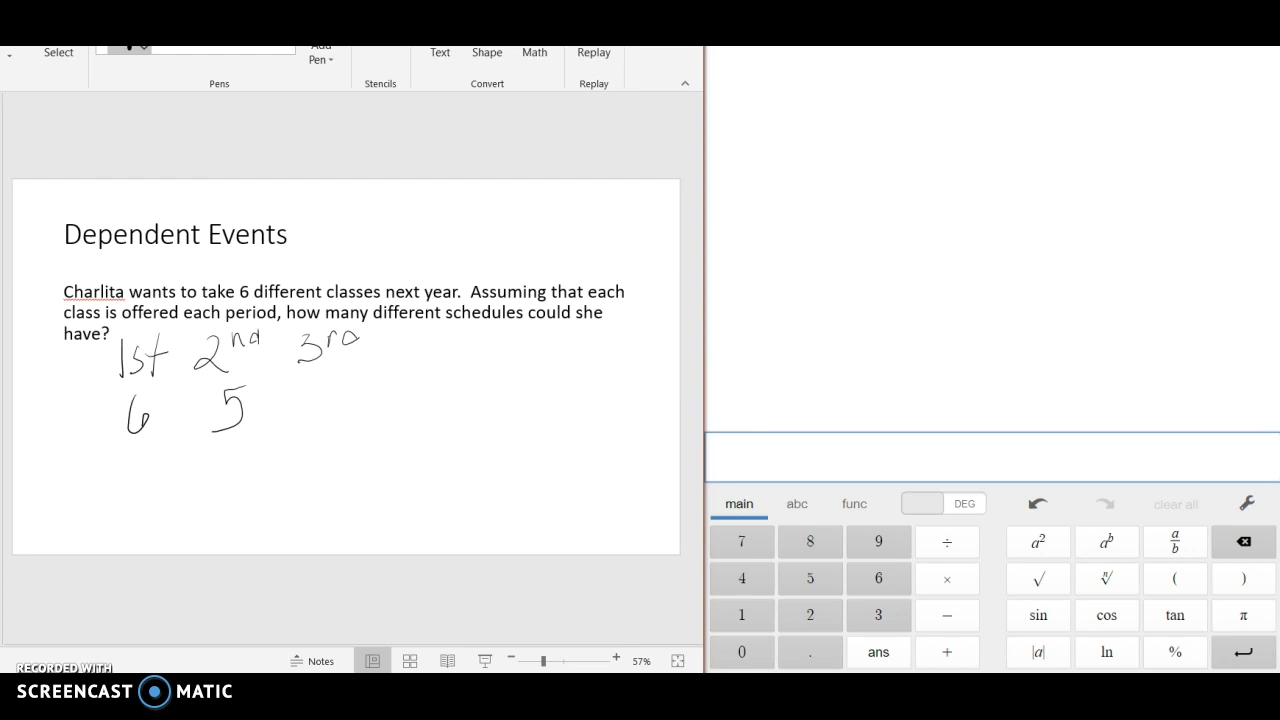 Select
Add
Pen
Text Shape Math Replay
Pens Stencils Convert Replay
Dependent Events
Charlita wants to take 6 different classes next year. Assuming that each
class is offered each period, how many different schedules could she
have?
1st 2nd 3rd
6 5
Notes 57%
RECORDED WITH
SCREENCAST MATIC
main abc func DEG clear all
7 8 9 ÷ a² aᵇ a/b
4 5 6 × √ ⁿ√ ( )
1 2 3 − sin cos tan π
0 . ans + |a| ln %